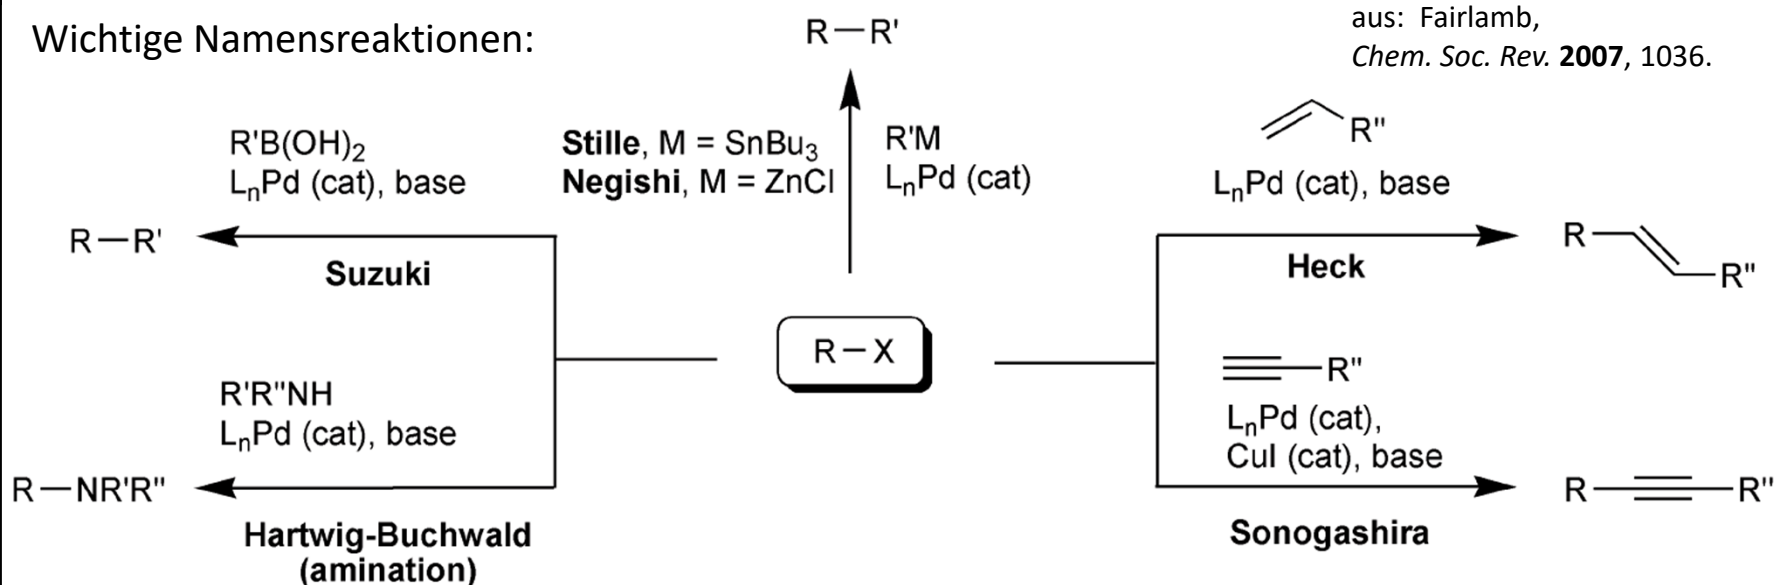 Wichtige Namensreaktionen:
aus: Fairlamb,
Chem. Soc. Rev. 2007, 1036.
R—R'
R'B(OH)₂
LₙPd (cat), base
R—R'
Suzuki
Stille, M = SnBu₃
Negishi, M = ZnCl
R'M
LₙPd (cat)
R"
LₙPd (cat), base
Heck
R
R"
R—X
R'R"NH
LₙPd (cat), base
R—NR'R"
Hartwig-Buchwald
(amination)
R"
LₙPd (cat),
CuI (cat), base
Sonogashira
R
R"